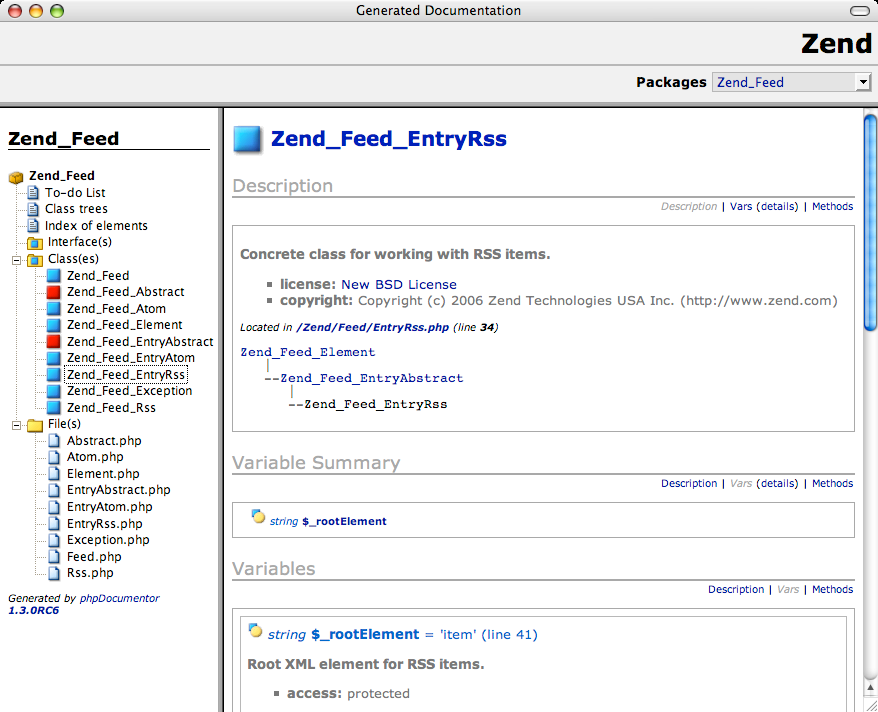 Generated Documentation
Zend
Packages Zend_Feed
Zend_Feed
Zend_Feed
To-do List
Class trees
Index of elements
Interface(s)
Class(es)
Zend_Feed
Zend_Feed_Abstract
Zend_Feed_Atom
Zend_Feed_Element
Zend_Feed_EntryAbstract
Zend_Feed_EntryAtom
Zend_Feed_EntryRss
Zend_Feed_Exception
Zend_Feed_Rss
File(s)
Abstract.php
Atom.php
Element.php
EntryAbstract.php
EntryAtom.php
EntryRss.php
Exception.php
Feed.php
Rss.php
Generated by phpDocumentor
1.3.0RC6
Zend_Feed_EntryRss
Description
Description | Vars (details) | Methods
Concrete class for working with RSS items.
license: New BSD License
copyright: Copyright (c) 2006 Zend Technologies USA Inc. (http://www.zend.com)
Located in /Zend/Feed/EntryRss.php (line 34)
Zend_Feed_Element
|
--Zend_Feed_EntryAbstract
|
--Zend_Feed_EntryRss
Variable Summary
Description | Vars (details) | Methods
string $_rootElement
Variables
Description | Vars | Methods
string $_rootElement = 'item' (line 41)
Root XML element for RSS items.
access: protected